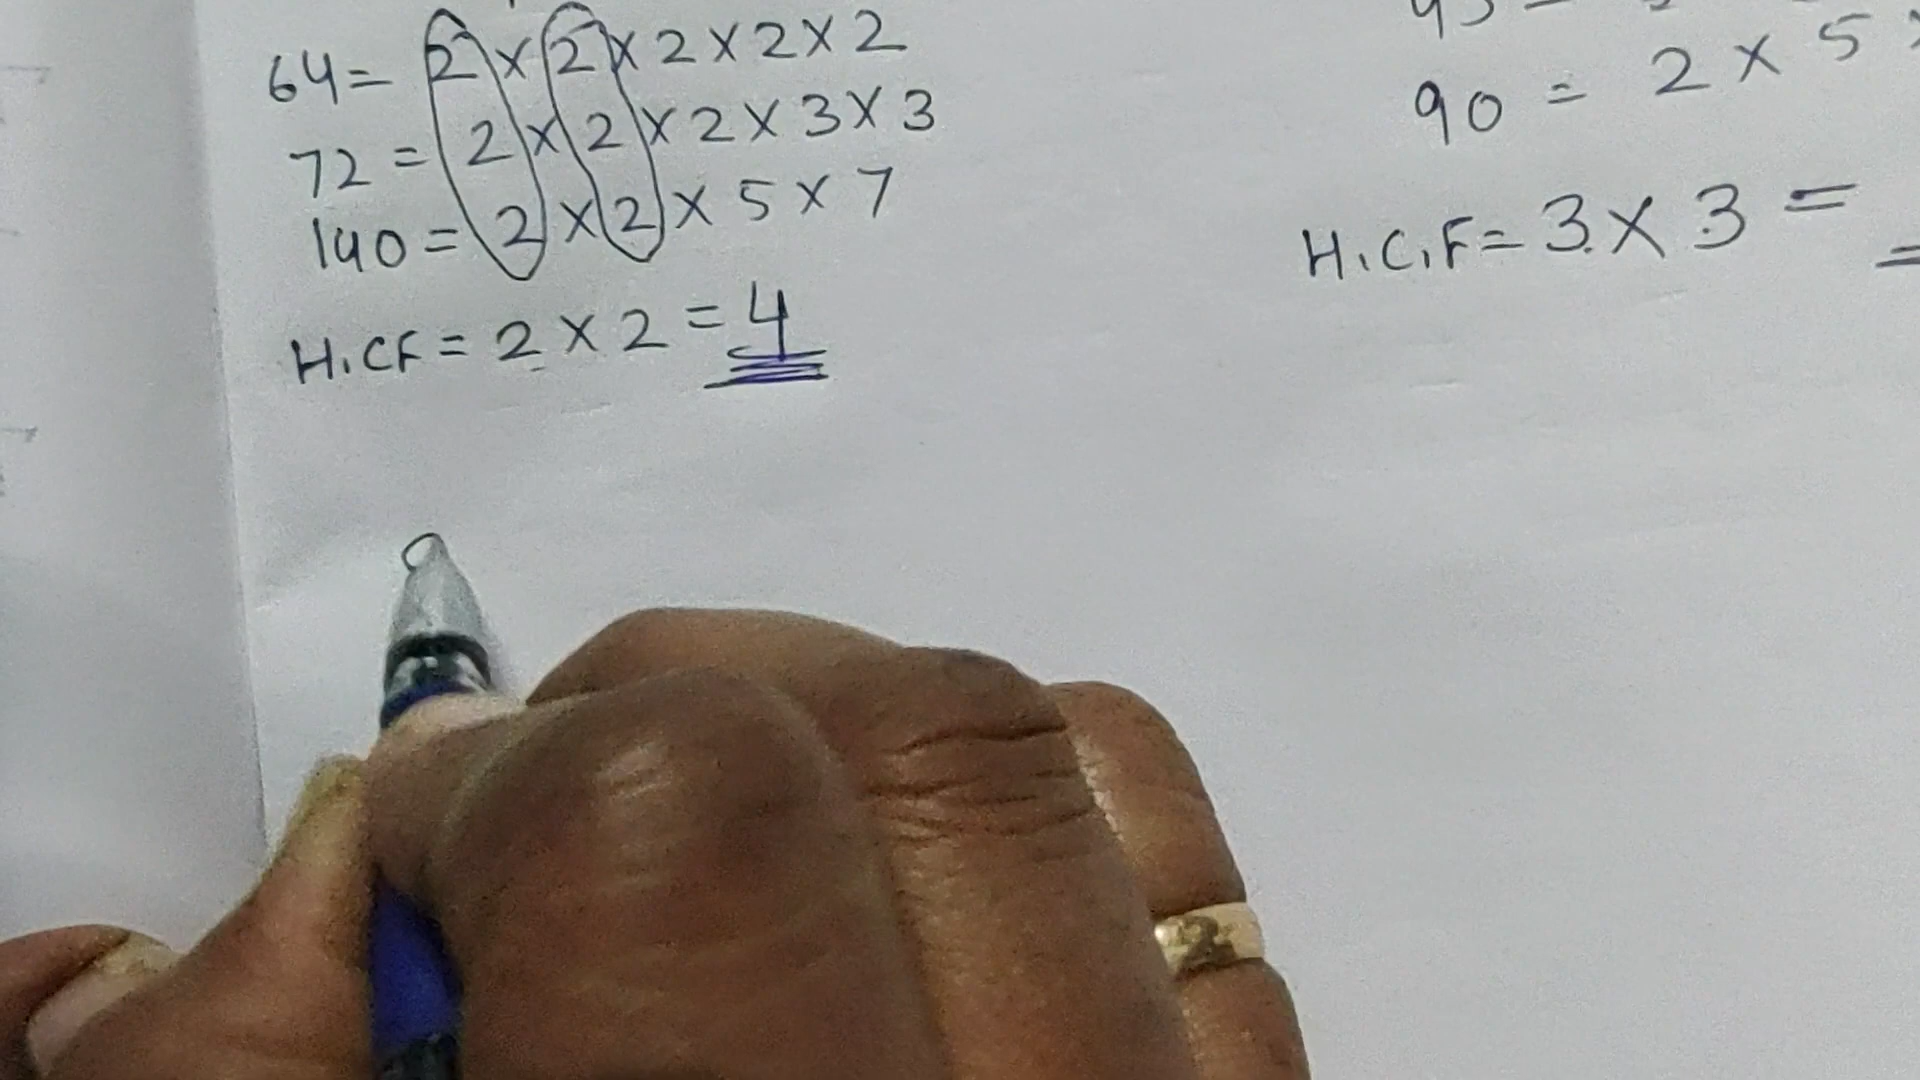 64 = 2 × 2 × 2 × 2 × 2
72 = 2 × 2 × 2 × 3 × 3
140 = 2 × 2 × 5 × 7
H.CF = 2 × 2 = 4
90 = 2 × 5
H.C.F = 3 × 3 =